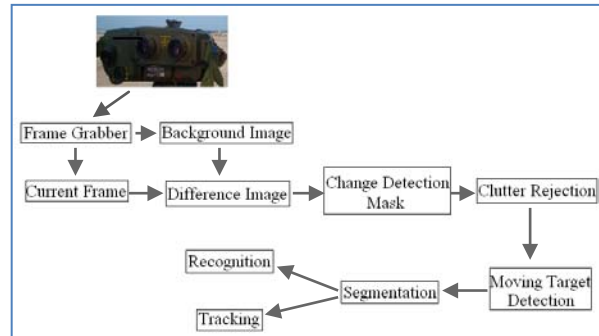 Frame Grabber
Background Image
Current Frame
Difference Image
Change Detection
Mask
Clutter Rejection
Moving Target
Detection
Segmentation
Recognition
Tracking